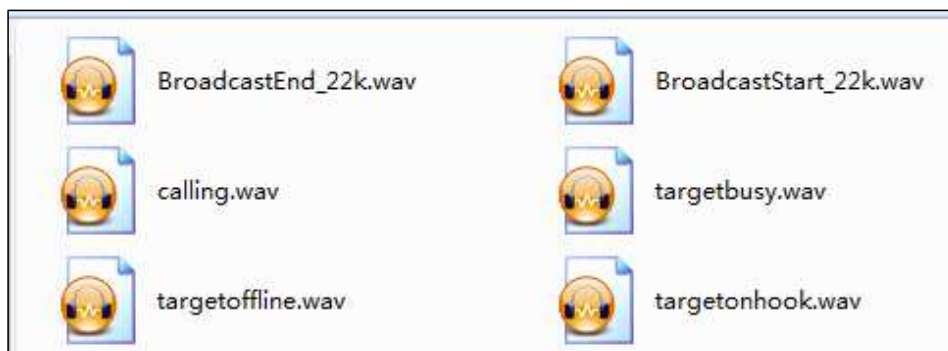 BroadcastEnd_22k.wav
BroadcastStart_22k.wav
calling.wav
targetbusy.wav
targetoffline.wav
targetonhook.wav